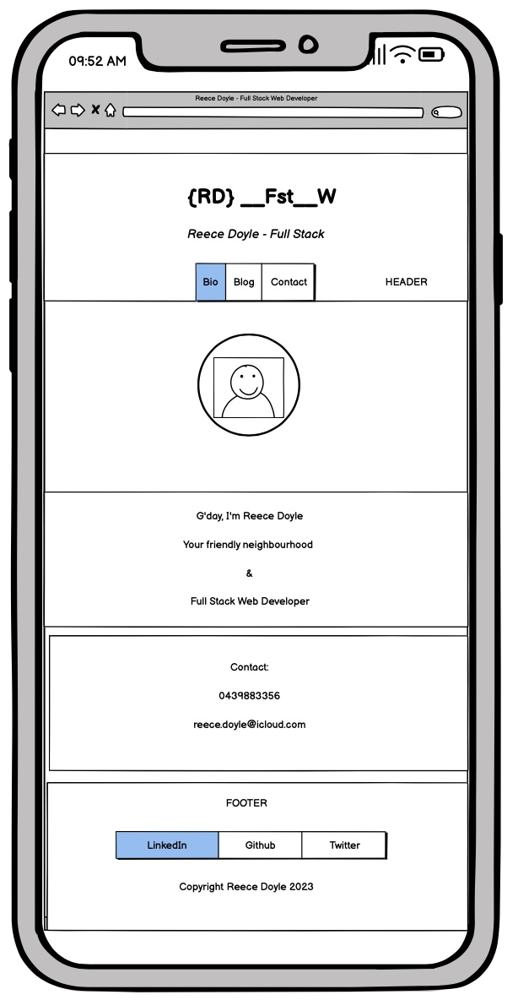 09:52 AM
Reece Doyle - Full Stack Web Developer
{RD} __Fst__W
Reece Doyle - Full Stack
Bio Blog Contact HEADER
G'day, I'm Reece Doyle
Your friendly neighbourhood
&
Full Stack Web Developer
Contact:
0439883356
reece.doyle@icloud.com
FOOTER
LinkedIn Github Twitter
Copyright Reece Doyle 2023